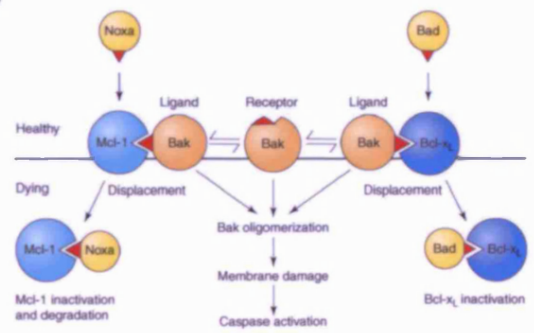 Noxa
Bad
Ligand
Receptor
Ligand
Healthy
Mcl-1
Bak
Bak
Bak
Bcl-xL
Dying
Displacement
Displacement
Bak oligomerization
Mcl-1
Noxa
Bad
Bcl-xL
Membrane damage
Mcl-1 inactivation
and degradation
Bcl-xL inactivation
Caspase activation